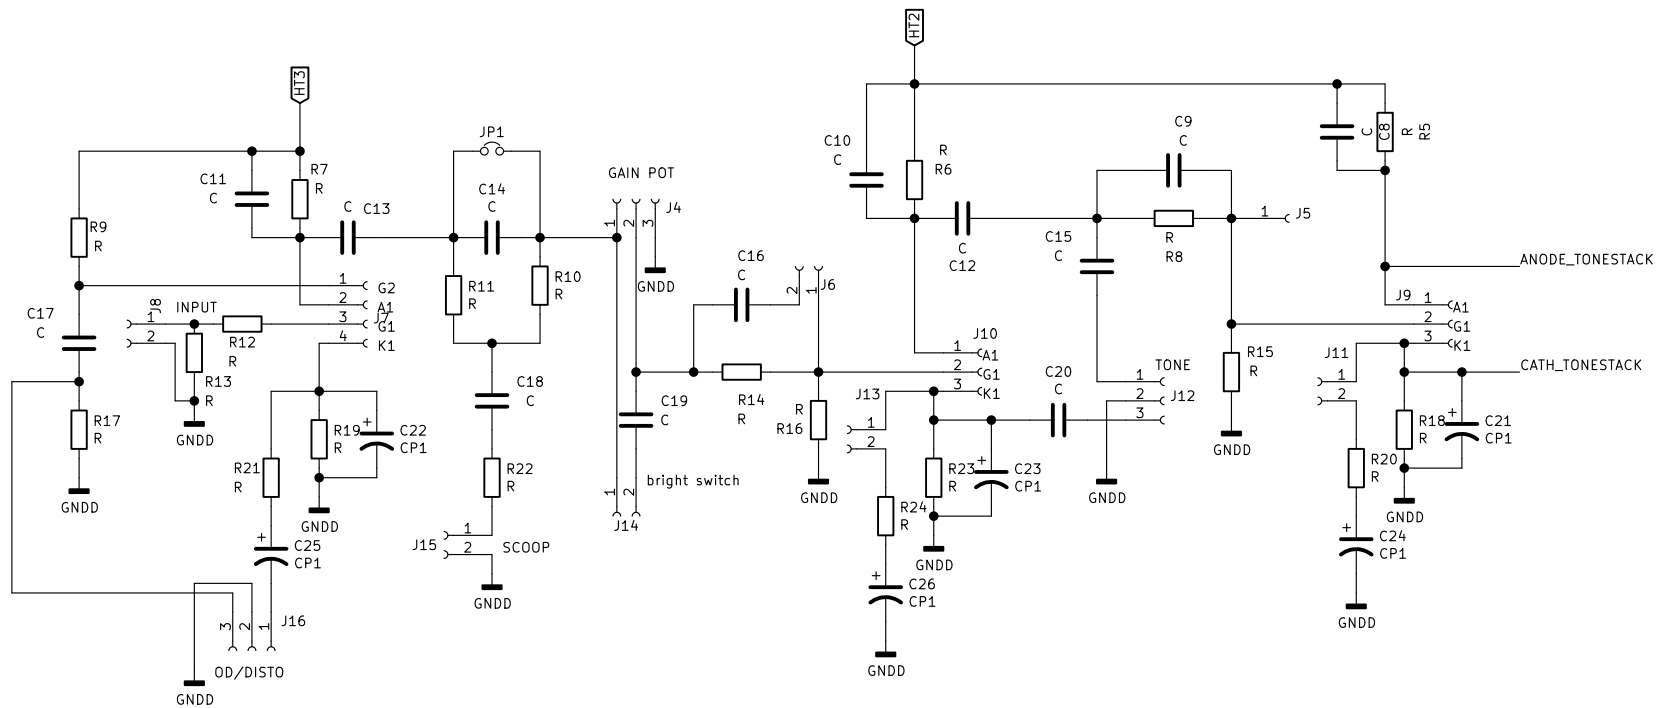 HT2
HT3
JP1
C9
C
C10
C
R
R6
C
C8
R
R5
C11
C
R7
R
C14
C
GAIN POT
C
C13
1
2
3
J4
1
J5
R9
R
C15
C
C
C12
R
R8
C16
C
ANODE_TONESTACK
R11
R
R10
R
GNDD
2
1
J6
1
G2
2
A1
J8
INPUT
1
2
3
J7
G1
4
K1
C17
C
R12
R
J9
1
A1
2
G1
3
K1
J10
1
A1
2
G1
3
K1
R15
R
J11
1
2
CATH_TONESTACK
R13
R
C18
C
C19
C
R14
R
R
R16
J13
1
2
C20
C
TONE
1
2
J12
3
R17
R
GNDD
R19
R
+
C22
CP1
GNDD
R18
R
+
C21
CP1
R21
R
R22
R
1
2
bright switch
J14
GNDD
R23
R
+
C23
CP1
GNDD
R20
R
GNDD
GNDD
GNDD
R24
R
J15
1
2
SCOOP
+
C25
CP1
+
C24
CP1
GNDD
+
C26
CP1
GNDD
GNDD
3
2
1
J16
OD/DISTO
GNDD
GNDD